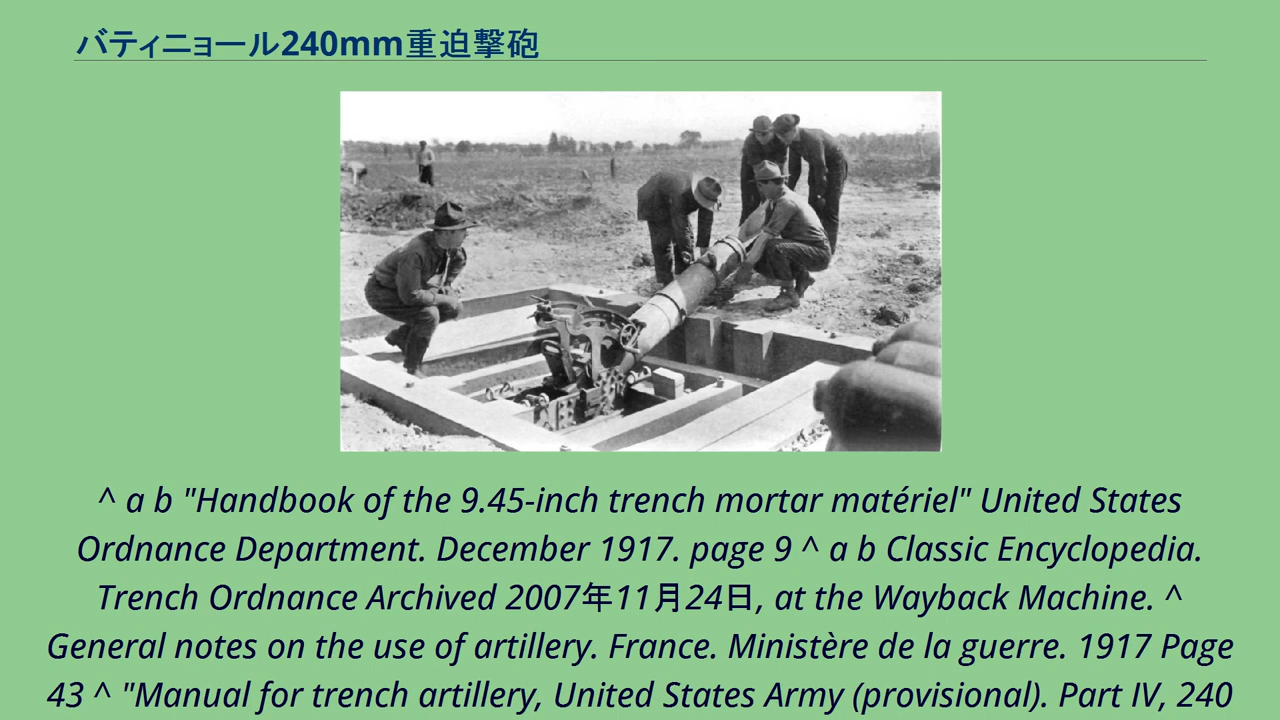 バティニョール240mm重迫撃砲
^ a b "Handbook of the 9.45-inch trench mortar matériel" United States
Ordnance Department. December 1917. page 9 ^ a b Classic Encyclopedia.
Trench Ordnance Archived 2007年11月24日, at the Wayback Machine. ^
General notes on the use of artillery. France. Ministère de la guerre. 1917 Page
43 ^ "Manual for trench artillery, United States Army (provisional). Part IV, 240